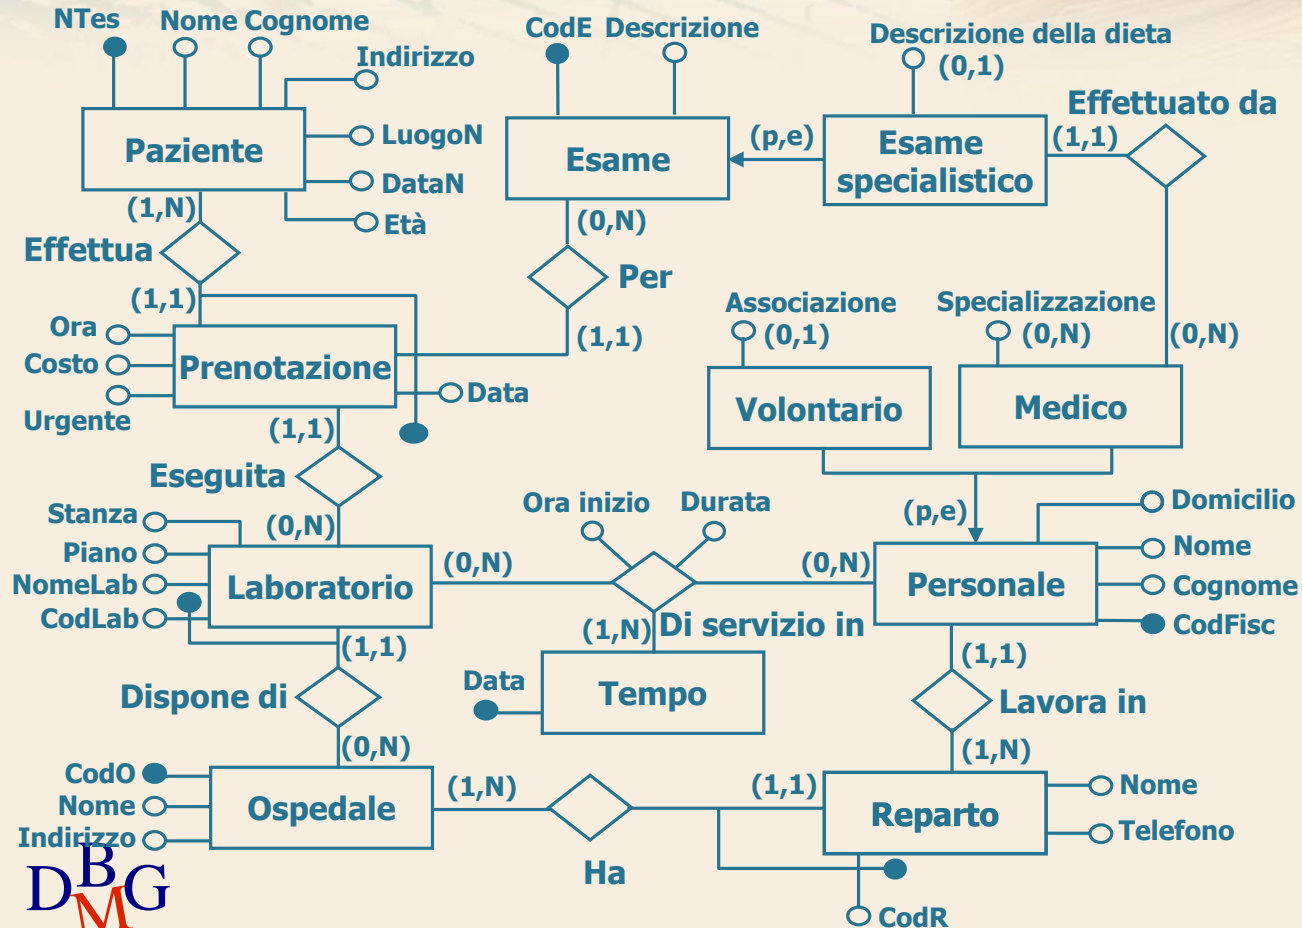 NTes
Nome Cognome
Indirizzo
CodE Descrizione
Descrizione della dieta
(0,1)
Effettuato da
Paziente
LuogoN
DataN
Età
(1,N)
Esame
(p,e)
Esame
specialistico
(1,1)
(0,N)
Effettua
Per
(1,1)
(1,1)
Associazione
(0,1)
Specializzazione
(0,N)
(0,N)
Ora
Costo
Urgente
Prenotazione
Data
Volontario
Medico
(1,1)
Eseguita
(0,N)
Ora inizio
Durata
(p,e)
Domicilio
Nome
Cognome
CodFisc
Stanza
Piano
NomeLab
CodLab
Laboratorio
(0,N)
(0,N)
Personale
(1,N)
Di servizio in
(1,1)
(1,1)
Dispone di
Data
Tempo
Lavora in
(0,N)
(1,N)
CodO
Nome
Indirizzo
Ospedale
(1,N)
Ha
(1,1)
Reparto
Nome
Telefono
CodR
DBMG